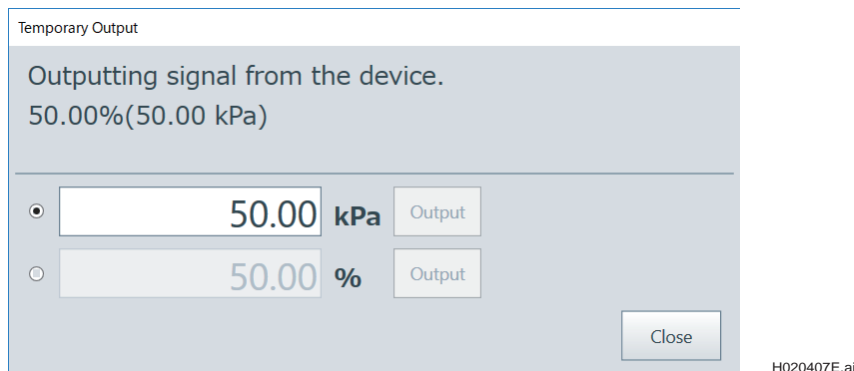 Temporary Output
Outputting signal from the device.
50.00%(50.00 kPa)
50.00 kPa Output
50.00 % Output
Close
H020407E.ai